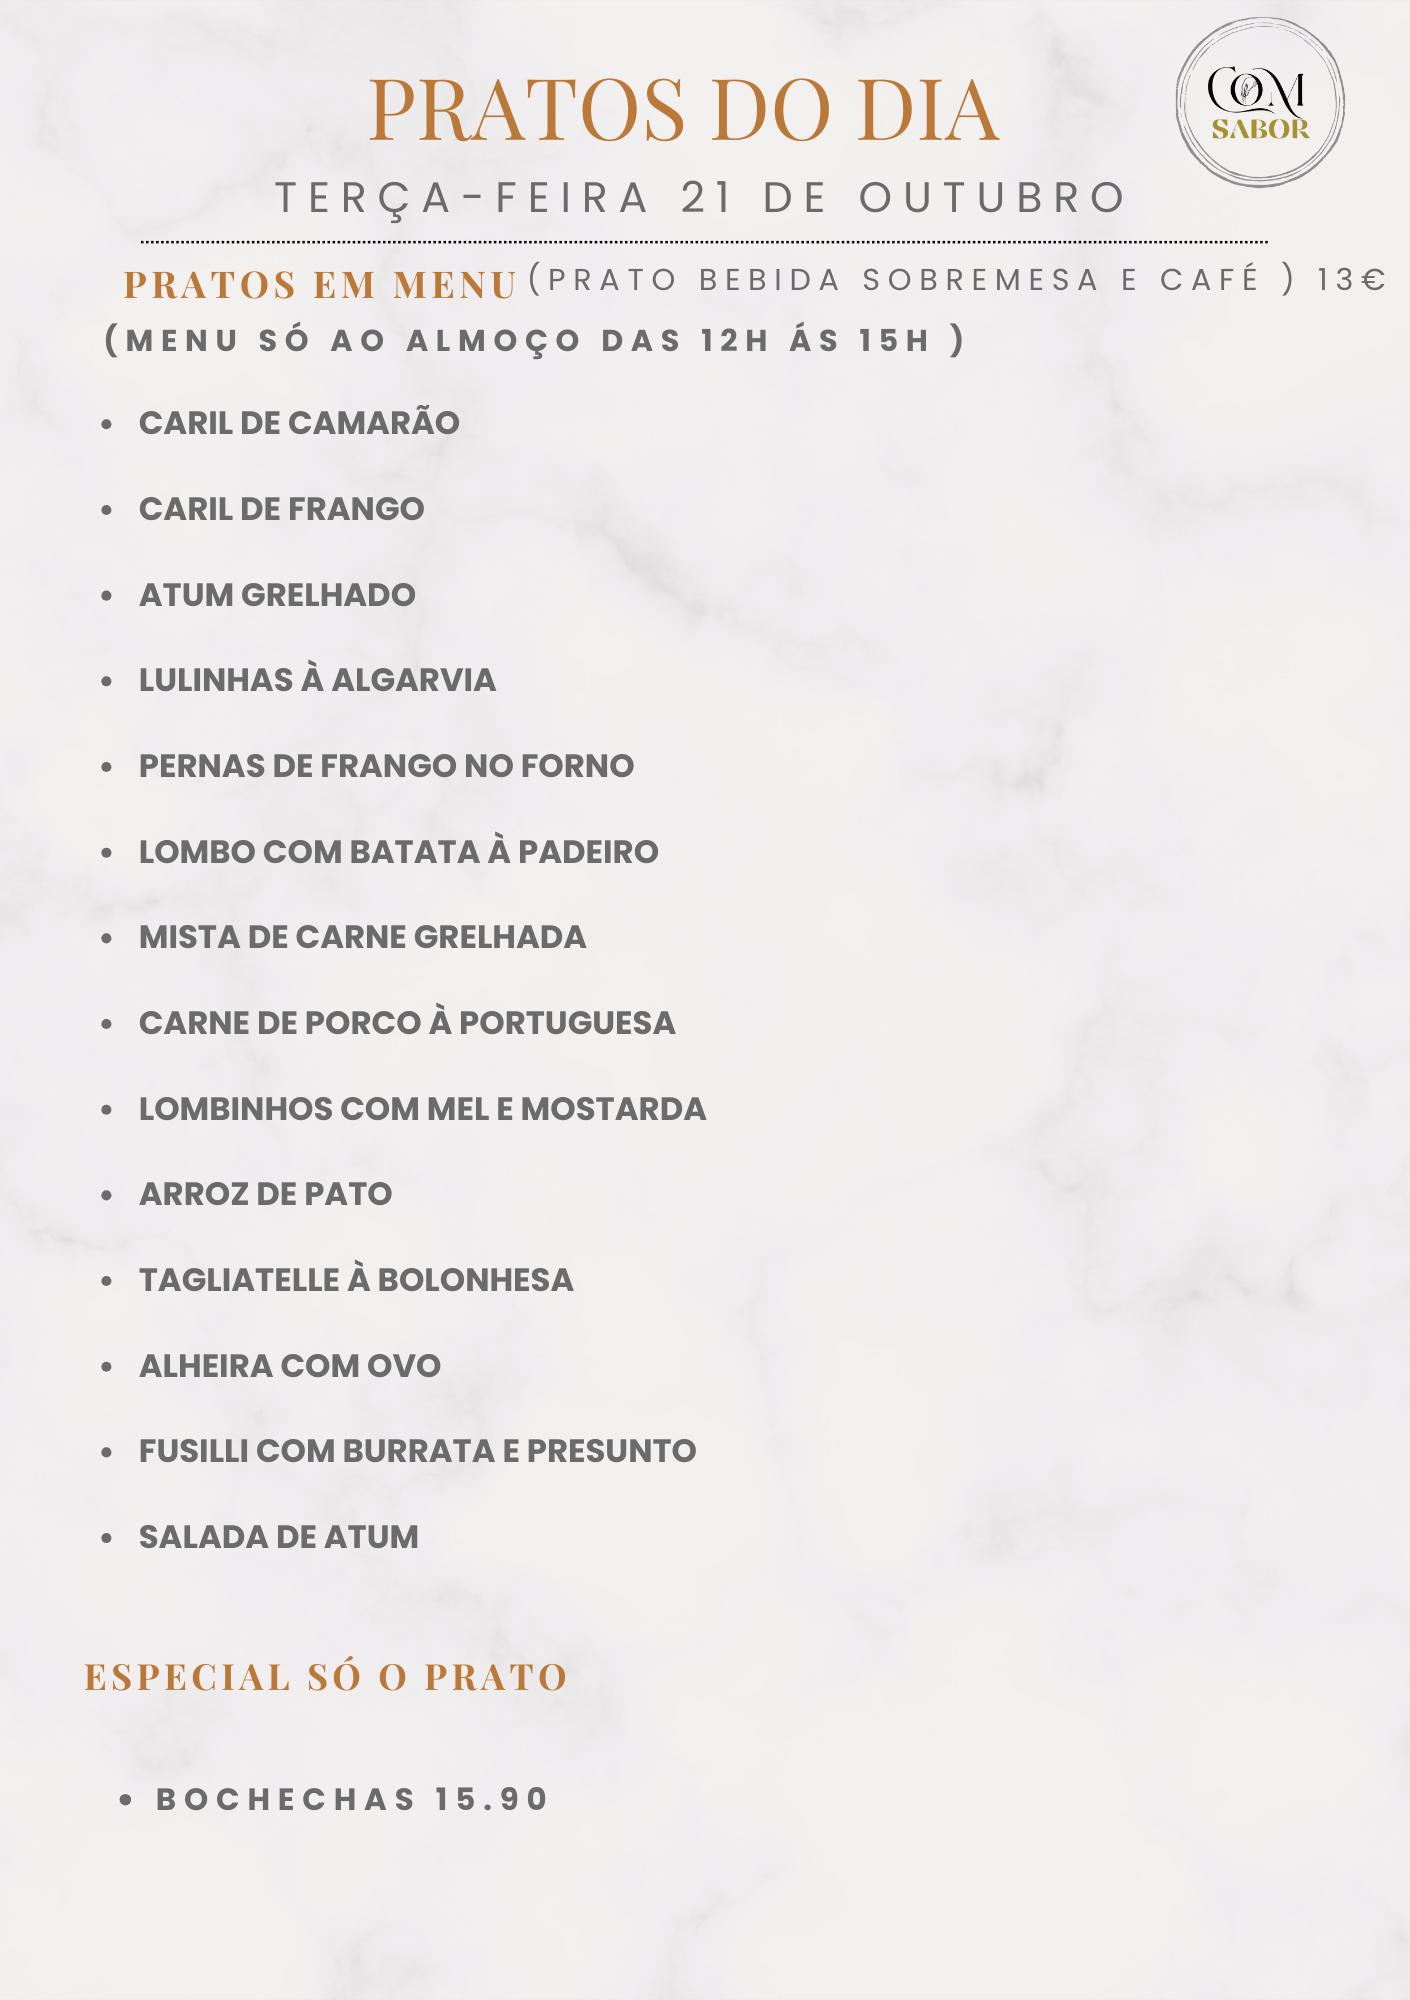 COM
SABOR
PRATOS DO DIA
TERÇA-FEIRA 21 DE OUTUBRO
PRATOS EM MENU (PRATO BEBIDA SOBREMESA E CAFÉ ) 13€
(MENU SÓ AO ALMOÇO DAS 12H ÁS 15H )
• CARIL DE CAMARÃO
• CARIL DE FRANGO
• ATUM GRELHADO
• LULINHAS À ALGARVIA
• PERNAS DE FRANGO NO FORNO
• LOMBO COM BATATA À PADEIRO
• MISTA DE CARNE GRELHADA
• CARNE DE PORCO À PORTUGUESA
• LOMBINHOS COM MEL E MOSTARDA
• ARROZ DE PATO
• TAGLIATELLE À BOLONHESA
• ALHEIRA COM OVO
• FUSILLI COM BURRATA E PRESUNTO
• SALADA DE ATUM
ESPECIAL SÓ O PRATO
• BOCHECHAS 15.90